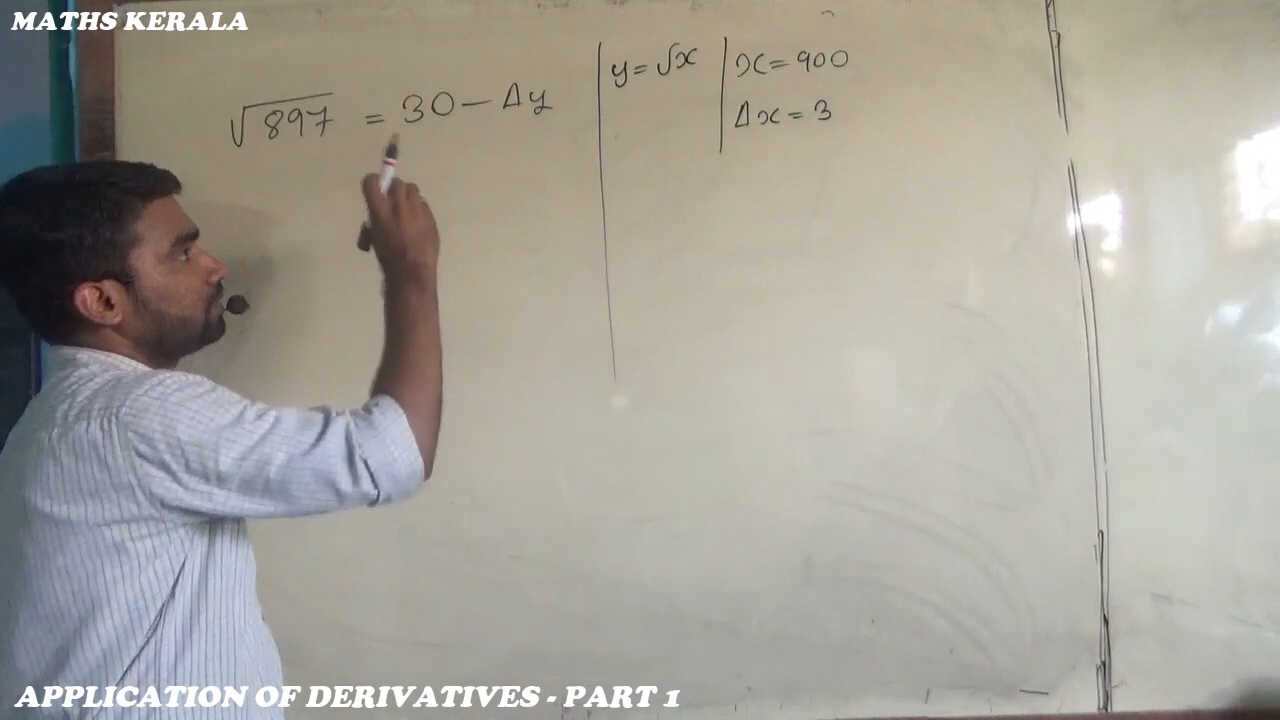 MATHS KERALA
√897 = 30 - Δy
y = √x
x = 900
Δx = 3
APPLICATION OF DERIVATIVES - PART 1